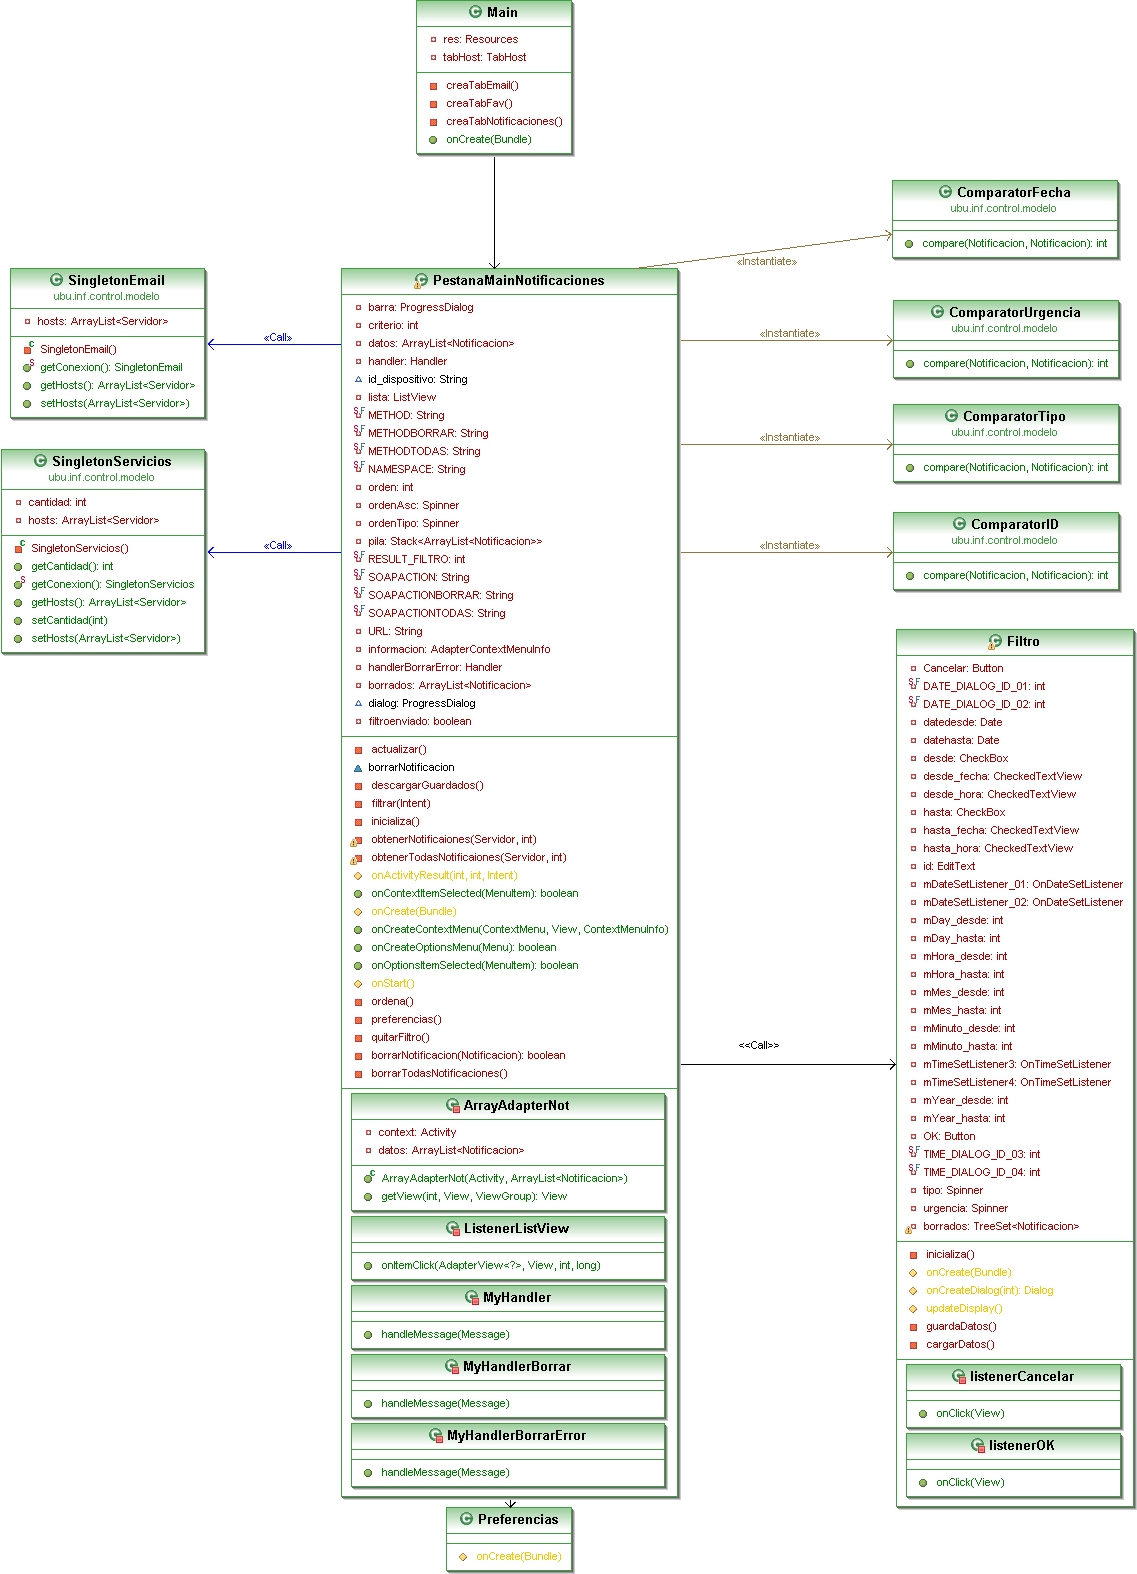 Main
res: Resources
tabHost: TabHost
creaTabEmail()
creaTabFav()
creaTabNotificaciones()
onCreate(Bundle)
ComparatorFecha
ubu.inf.control.modelo
compare(Notificacion, Notificacion): int
«Instantiate»
SingletonEmail
ubu.inf.control.modelo
hosts: ArrayList<Servidor>
SingletonEmail()
getConexion(): SingletonEmail
getHosts(): ArrayList<Servidor>
setHosts(ArrayList<Servidor>)
«Call»
SingletonServicios
ubu.inf.control.modelo
cantidad: int
hosts: ArrayList<Servidor>
SingletonServicios()
getCantidad(): int
getConexion(): SingletonServicios
getHosts(): ArrayList<Servidor>
setCantidad(int)
setHosts(ArrayList<Servidor>)
«Call»
PestanaMainNotificaciones
barra: ProgressDialog
criterio: int
datos: ArrayList<Notificacion>
handler: Handler
id_dispositivo: String
lista: ListView
METHOD: String
METHODBORRAR: String
METHODTODAS: String
NAMESPACE: String
orden: int
ordenAsc: Spinner
ordenTipo: Spinner
pila: Stack<ArrayList<Notificacion>>
RESULT_FILTRO: int
SOAPACTION: String
SOAPACTIONBORRAR: String
SOAPACTIONTODAS: String
URL: String
informacion: AdapterContextMenuInfo
handlerBorrarError: Handler
borrados: ArrayList<Notificacion>
dialog: ProgressDialog
filtroenviado: boolean
actualizar()
borrarNotificacion
descargarGuardados()
filtrar(Intent)
inicializa()
obtenerNotificaiones(Servidor, int)
obtenerTodasNotificaiones(Servidor, int)
onActivityResult(int, int, Intent)
onContextItemSelected(MenuItem): boolean
onCreate(Bundle)
onCreateContextMenu(ContextMenu, View, ContextMenuInfo)
onCreateOptionsMenu(Menu): boolean
onOptionsItemSelected(MenuItem): boolean
onStart()
ordena()
preferencias()
quitarFiltro()
borrarNotificacion(Notificacion): boolean
borrarTodasNotificaciones()
ArrayAdapterNot
context: Activity
datos: ArrayList<Notificacion>
ArrayAdapterNot(Activity, ArrayList<Notificacion>)
getView(int, View, ViewGroup): View
ListenerListView
onItemClick(AdapterView<?>, View, int, long)
MyHandler
handleMessage(Message)
MyHandlerBorrar
handleMessage(Message)
MyHandlerBorrarError
handleMessage(Message)
Preferencias
onCreate(Bundle)
«Instantiate»
ComparatorUrgencia
ubu.inf.control.modelo
compare(Notificacion, Notificacion): int
«Instantiate»
ComparatorTipo
ubu.inf.control.modelo
compare(Notificacion, Notificacion): int
«Instantiate»
ComparatorID
ubu.inf.control.modelo
compare(Notificacion, Notificacion): int
<<Call>>
Filtro
Cancelar: Button
DATE_DIALOG_ID_01: int
DATE_DIALOG_ID_02: int
datedesde: Date
datehasta: Date
desde: CheckBox
desde_fecha: CheckedTextView
desde_hora: CheckedTextView
hasta: CheckBox
hasta_fecha: CheckedTextView
hasta_hora: CheckedTextView
id: EditText
mDateSetListener_01: OnDateSetListener
mDateSetListener_02: OnDateSetListener
mDay_desde: int
mDay_hasta: int
mHora_desde: int
mHora_hasta: int
mMes_desde: int
mMes_hasta: int
mMinuto_desde: int
mMinuto_hasta: int
mTimeSetListener3: OnTimeSetListener
mTimeSetListener4: OnTimeSetListener
mYear_desde: int
mYear_hasta: int
OK: Button
TIME_DIALOG_ID_03: int
TIME_DIALOG_ID_04: int
tipo: Spinner
urgencia: Spinner
borrados: TreeSet<Notificacion>
inicializa()
onCreate(Bundle)
onCreateDialog(int): Dialog
updateDisplay()
guardaDatos()
cargarDatos()
listenerCancelar
onClick(View)
listenerOK
onClick(View)